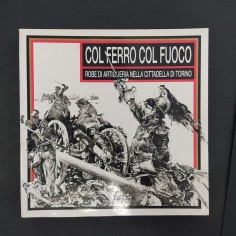 COL FERRO COL FUOCO
ROBE DI ARTIGLIERIA NELLA CITTADELLA DI TORINO